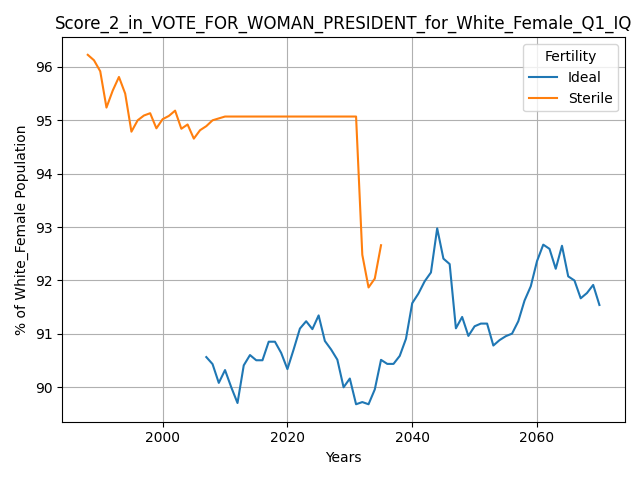 Score_2_in_VOTE_FOR_WOMAN_PRESIDENT_for_White_Female_Q1_IQ
Fertility
Ideal
Sterile
% of White_Female Population
96
95
94
93
92
91
90
2000
2020
2040
2060
Years